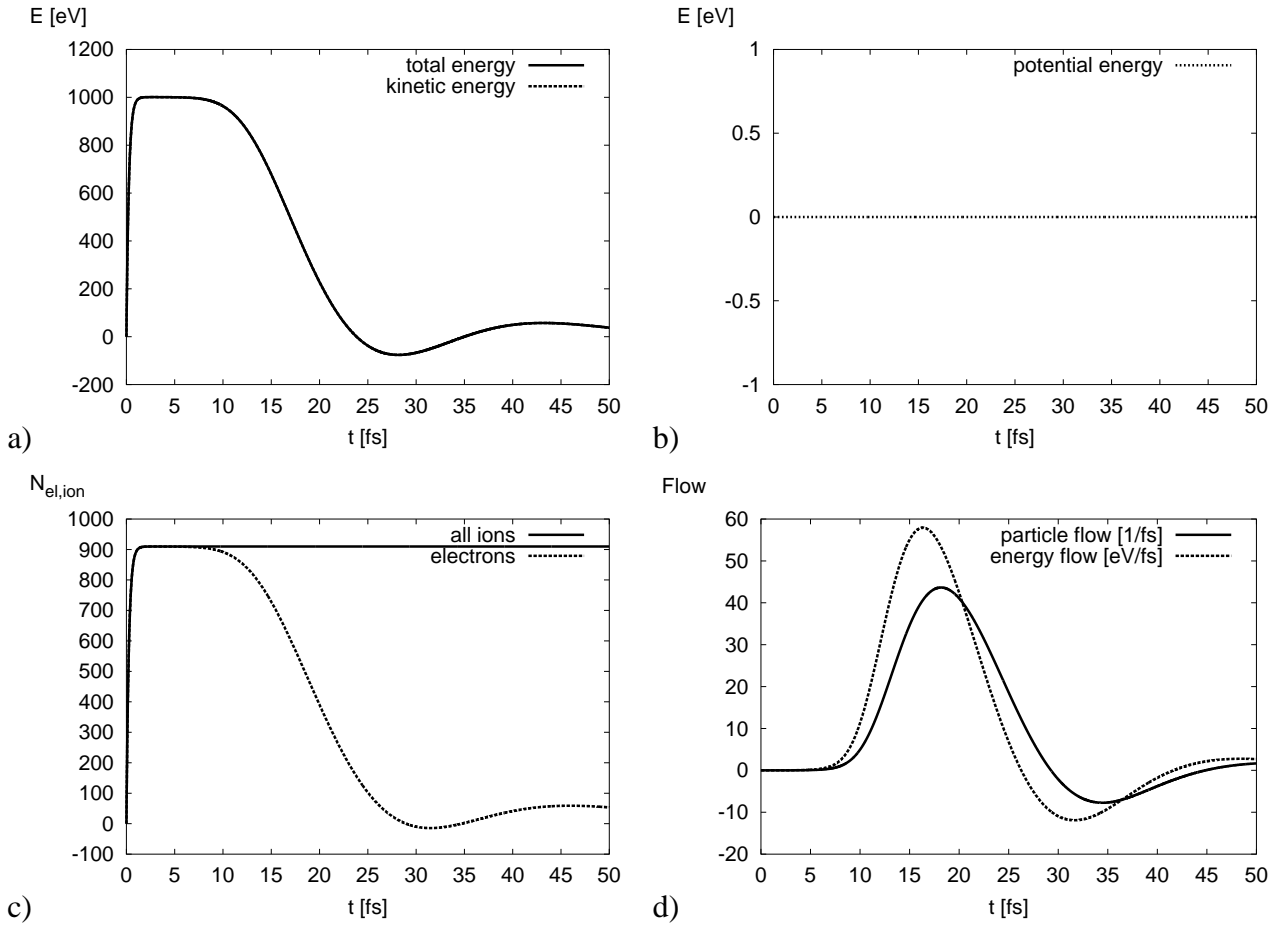 E [eV]
1200
1000
800
600
400
200
0
-200
total energy
kinetic energy
0 5 10 15 20 25 30 35 40 45 50
t [fs]
a)
E [eV]
1
0.5
0
-0.5
-1
potential energy
0 5 10 15 20 25 30 35 40 45 50
t [fs]
b)
N_el,ion
1000
900
800
700
600
500
400
300
200
100
0
-100
all ions
electrons
0 5 10 15 20 25 30 35 40 45 50
t [fs]
c)
Flow
60
50
40
30
20
10
0
-10
-20
particle flow [1/fs]
energy flow [eV/fs]
0 5 10 15 20 25 30 35 40 45 50
t [fs]
d)